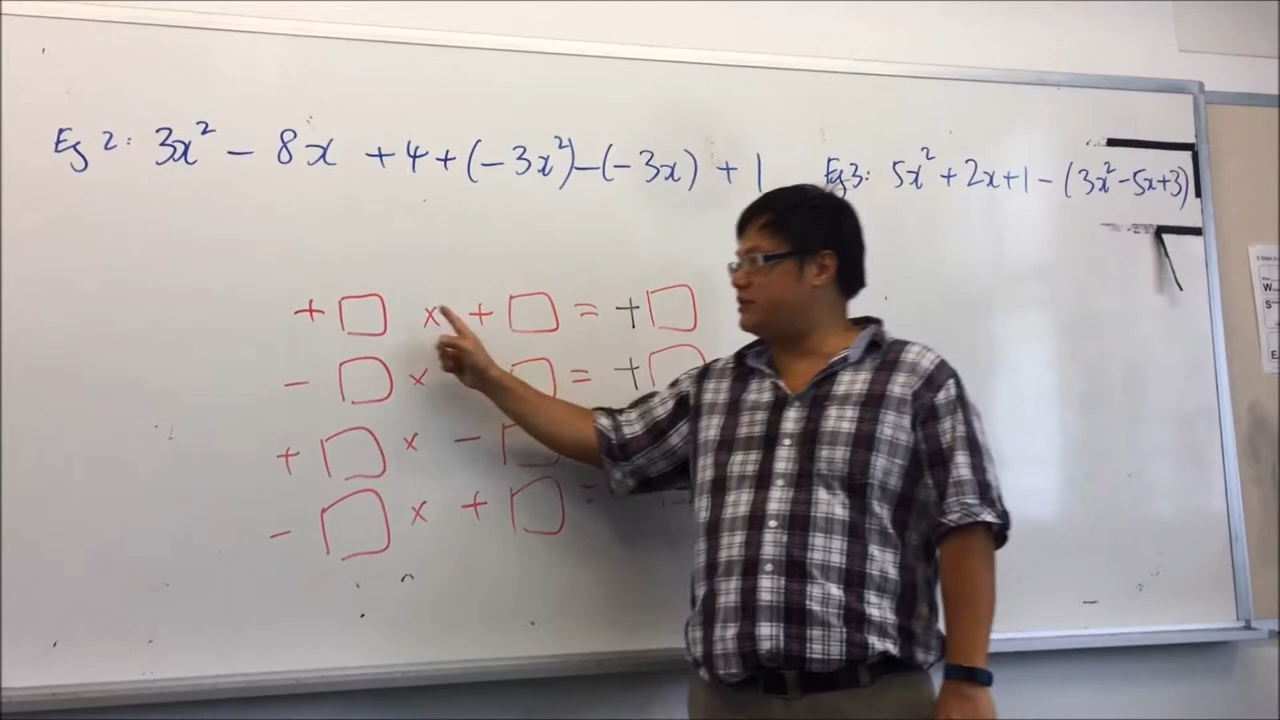 Eg 2: 3x² - 8x + 4 + (-3x²) - (-3x) + 1
Eg 3: 5x² + 2x + 1 - (3x² - 5x + 3)
+ □ x + □ = + □
- □ x □ = + □
+ □ x - □
- □ x + □ =